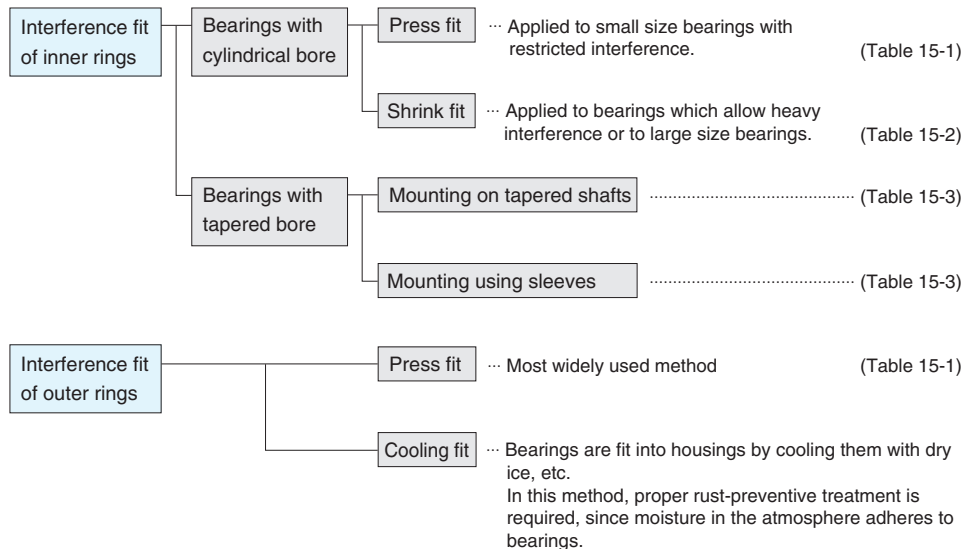 Interference fit
of inner rings
Bearings with
cylindrical bore
Press fit
··· Applied to small size bearings with
restricted interference.
(Table 15-1)
Shrink fit
··· Applied to bearings which allow heavy
interference or to large size bearings.
(Table 15-2)
Bearings with
tapered bore
Mounting on tapered shafts
(Table 15-3)
Mounting using sleeves
(Table 15-3)
Interference fit
of outer rings
Press fit
··· Most widely used method
(Table 15-1)
Cooling fit
··· Bearings are fit into housings by cooling them with dry
ice, etc.
In this method, proper rust-preventive treatment is
required, since moisture in the atmosphere adheres to
bearings.